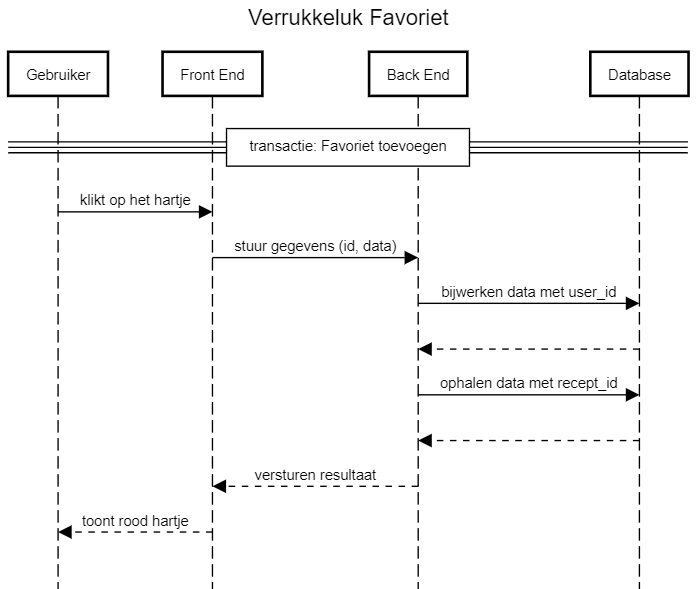 Verrukkeluk Favoriet
Gebruiker
Front End
Back End
Database
transactie: Favoriet toevoegen
klikt op het hartje
stuur gegevens (id, data)
bijwerken data met user_id
ophalen data met recept_id
versturen resultaat
toont rood hartje